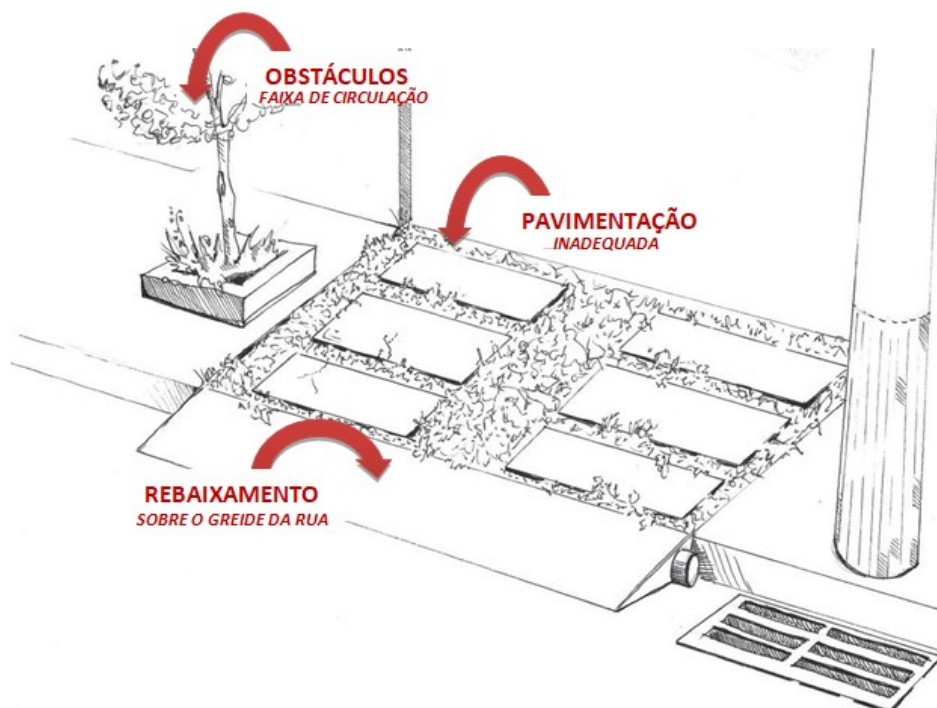 OBSTÁCULOS
FAIXA DE CIRCULAÇÃO
PAVIMENTAÇÃO
INADEQUADA
REBAIXAMENTO
SOBRE O GREIDE DA RUA